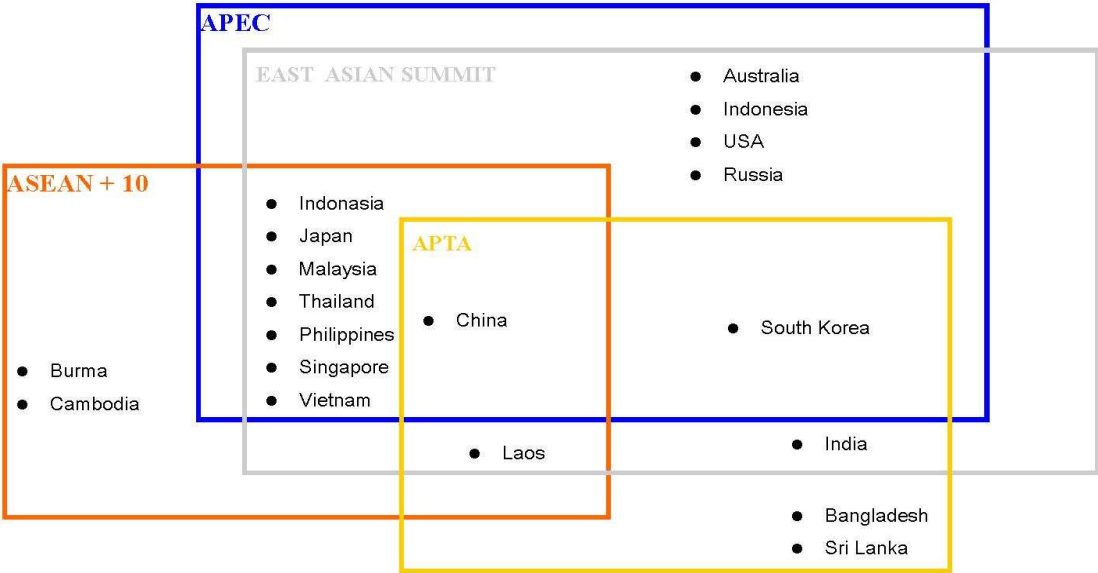 APEC
EAST ASIAN SUMMIT
Australia
Indonesia
USA
Russia
ASEAN + 10
Indonasia
Japan
Malaysia
Thailand
Philippines
Singapore
Vietnam
APTA
China
South Korea
Burma
Cambodia
Laos
India
Bangladesh
Sri Lanka